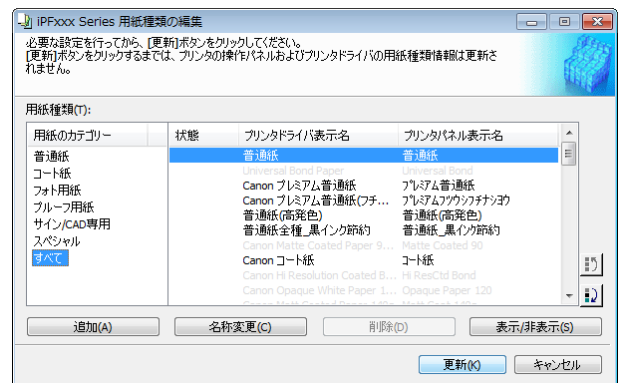 iPFxxx Series 用紙種類の編集
必要な設定を行ってから、[更新]ボタンをクリックしてください。
[更新]ボタンをクリックするまでは、プリンタの操作パネルおよびプリンタドライバの用紙種類情報は更新さ
れません。
用紙種類(T):
用紙のカテゴリー
普通紙
コート紙
フォト用紙
プルーフ用紙
サイン/CAD専用
スペシャル
すべて
状態 プリンタドライバ表示名 プリンタパネル表示名
普通紙 普通紙
Universal Bond Paper Universal Bond
Canon プレミアム普通紙 プレミアム普通紙
Canon プレミアム普通紙(フチ... プレミアムフツウシフチナシヨウ
普通紙(高発色) 普通紙(高発色)
普通紙全種_黒インク節約 普通紙_黒インク節約
Canon Matte Coated Paper 9... Matte Coated 90
Canon コート紙 コート紙
Canon Hi Resolution Coated B... Hi ResCtd Bond
Canon Opaque White Paper 1... Opaque Paper 120
追加(A) 名称変更(C) 削除(D) 表示/非表示(S)
更新(K) キャンセル